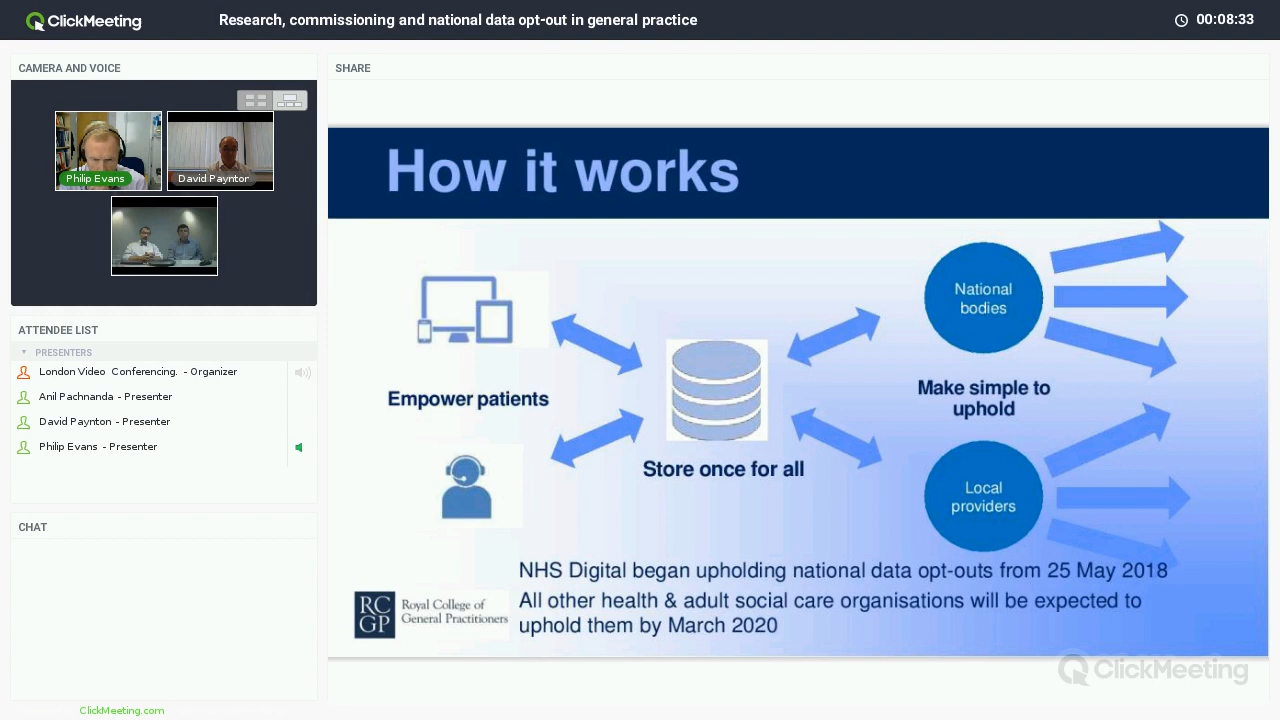 ClickMeeting
Research, commissioning and national data opt-out in general practice
00:08:33
CAMERA AND VOICE
Philip Evans
David Payntor
ATTENDEE LIST
PRESENTERS
London Video Conferencing. - Organizer
Anil Pachnanda - Presenter
David Paynton - Presenter
Philip Evans - Presenter
CHAT
ClickMeeting.com
SHARE
How it works
Empower patients
Store once for all
National
bodies
Make simple to
uphold
Local
providers
NHS Digital began upholding national data opt-outs from 25 May 2018
All other health & adult social care organisations will be expected to
uphold them by March 2020
RC
GP
Royal College of
General Practitioners
ClickMeeting